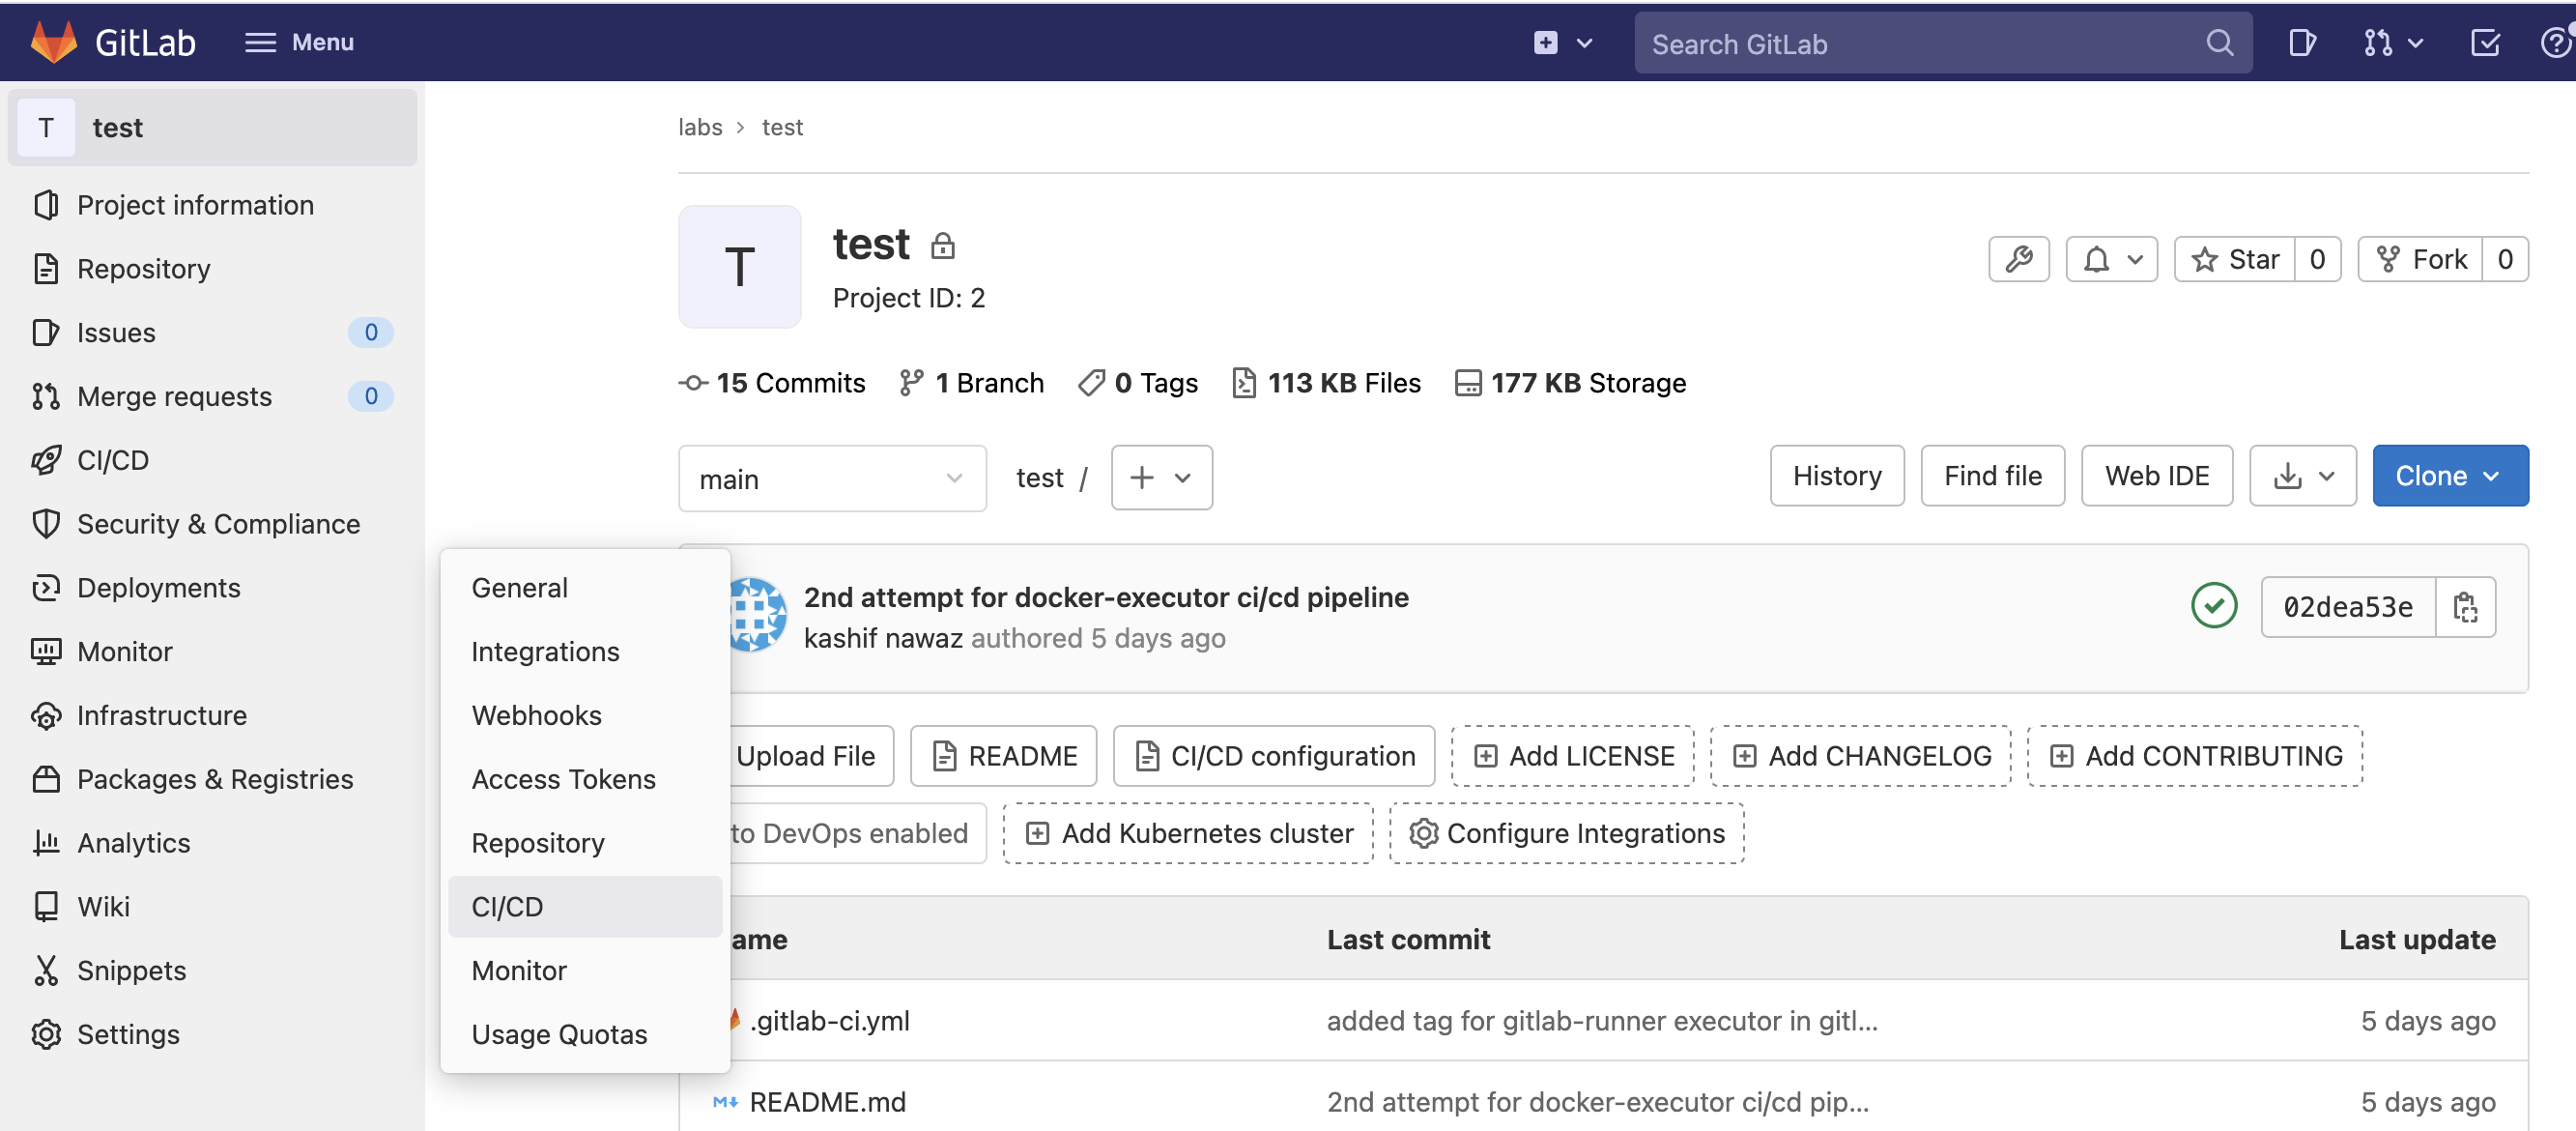 GitLab Menu Search GitLab
T test
Project information
Repository
Issues 0
Merge requests 0
CI/CD
Security & Compliance
Deployments
Monitor
Infrastructure
Packages & Registries
Analytics
Wiki
Snippets
Settings
General
Integrations
Webhooks
Access Tokens
Repository
CI/CD
Monitor
Usage Quotas
labs > test
T
test
Project ID: 2
Star 0 Fork 0
15 Commits 1 Branch 0 Tags 113 KB Files 177 KB Storage
main test / History Find file Web IDE Clone
2nd attempt for docker-executor ci/cd pipeline
kashif nawaz authored 5 days ago
02dea53e
Upload File README CI/CD configuration Add LICENSE Add CHANGELOG Add CONTRIBUTING
to DevOps enabled Add Kubernetes cluster Configure Integrations
ame Last commit Last update
.gitlab-ci.yml added tag for gitlab-runner executor in gitl... 5 days ago
README.md 2nd attempt for docker-executor ci/cd pip... 5 days ago